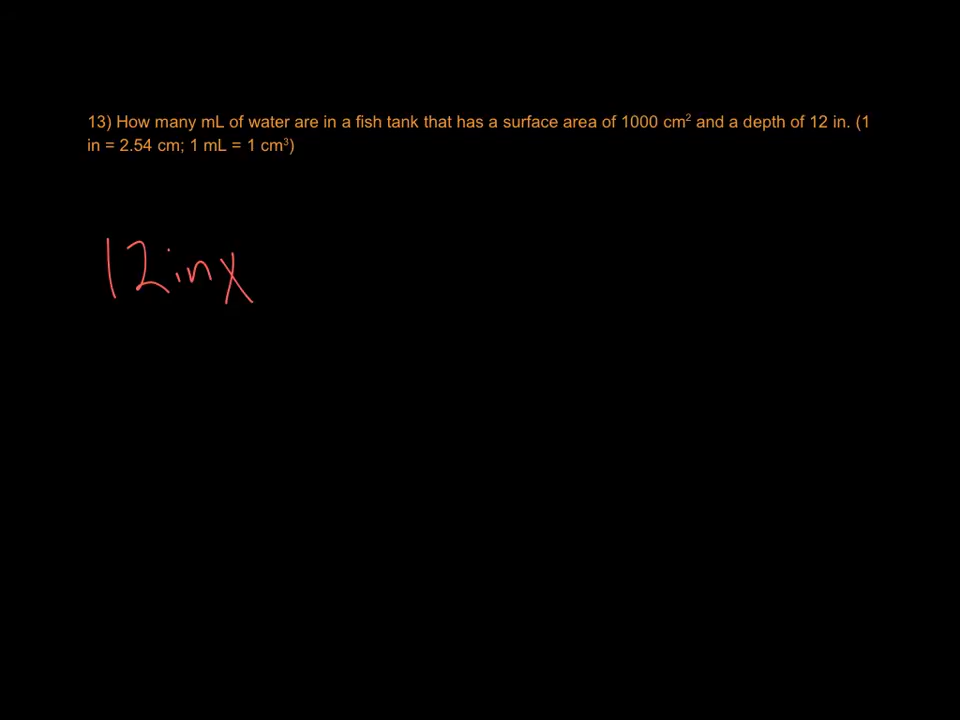 13) How many mL of water are in a fish tank that has a surface area of 1000 cm² and a depth of 12 in. (1
in = 2.54 cm; 1 mL = 1 cm³)
12 in x